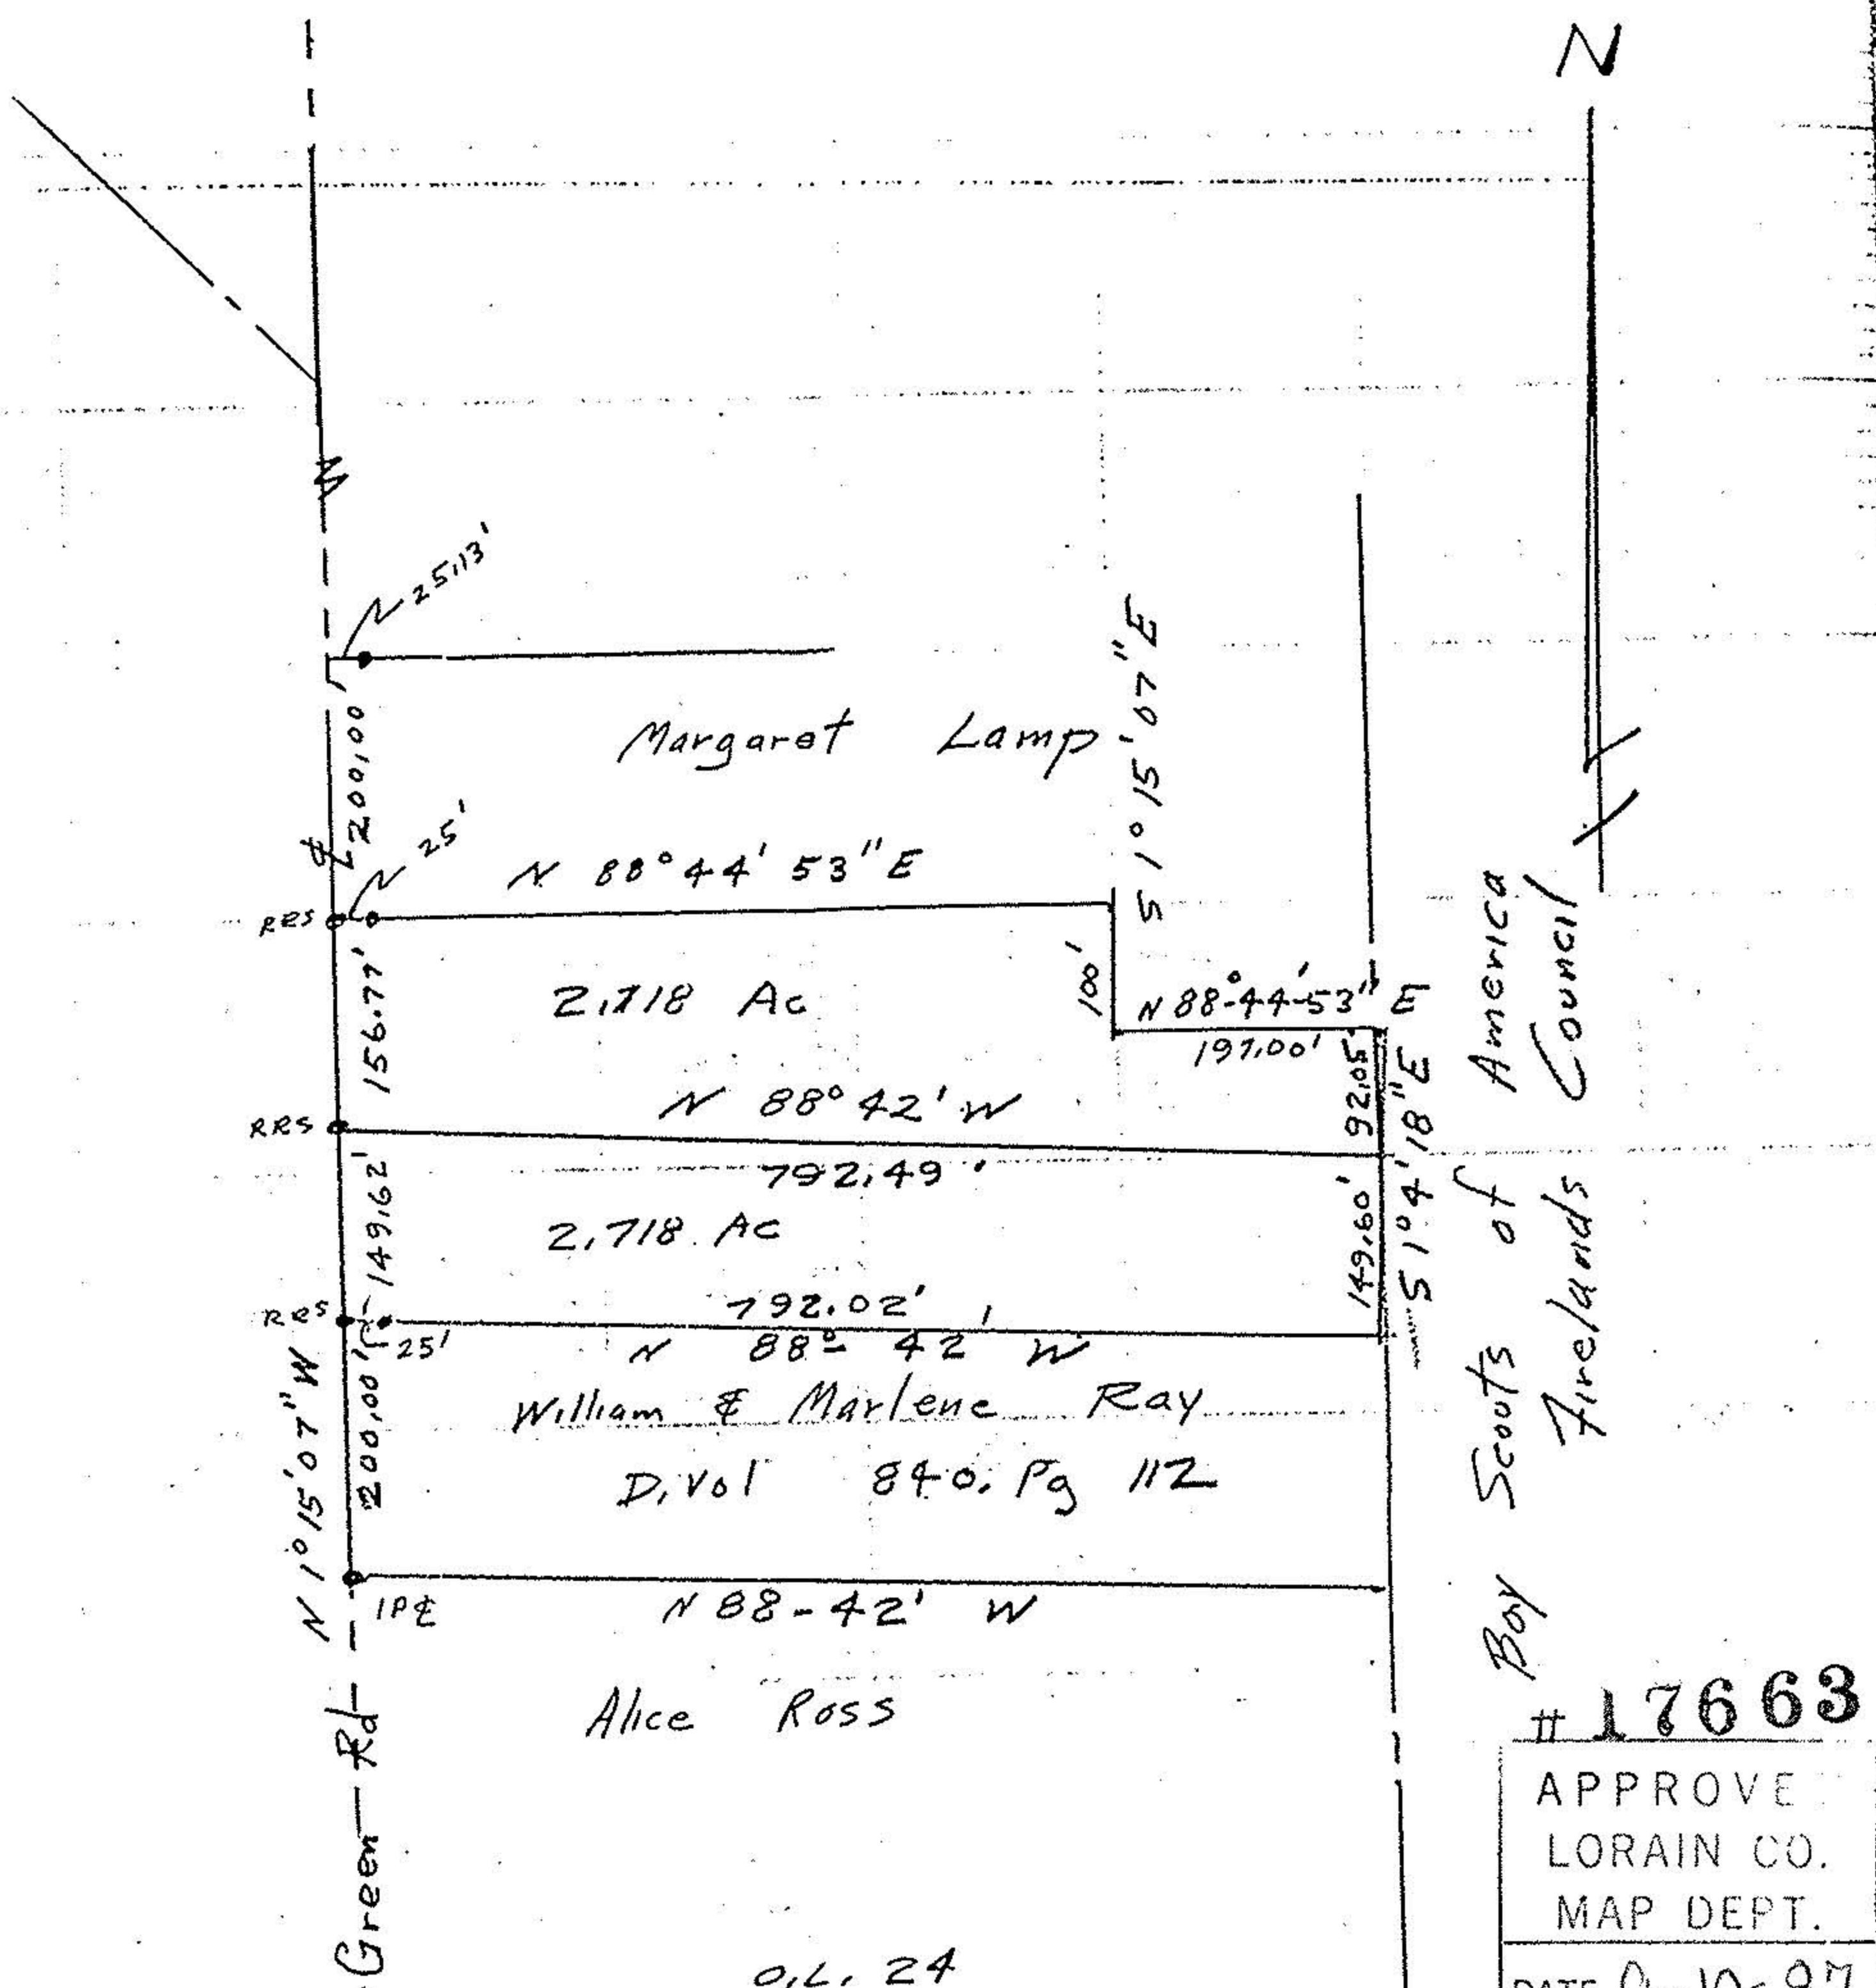 N
25.13'
200.00'
Margaret Lamp
S 1° 15' 07" E
25'
N 88° 44' 53" E
RRS
156.77'
2.718 Ac
100'
N 88°-44'-53" E
197.00'
92.05'
S 1° 4' 18" E
N 88° 42' W
RRS
792.49'
149.62'
2.718 Ac
149.60'
792.02'
RRS
25'
N 88° 42' W
N 1° 15' 07" W
200.00'
William & Marlene Ray
D. Vol 840. Pg 112
IP ℄
N 88-42' W
Alice Ross
Green Rd
O.L. 24
Boy Scouts of America
Firelands Council
# 17663
APPROVE
LORAIN CO.
MAP DEPT.
DATE